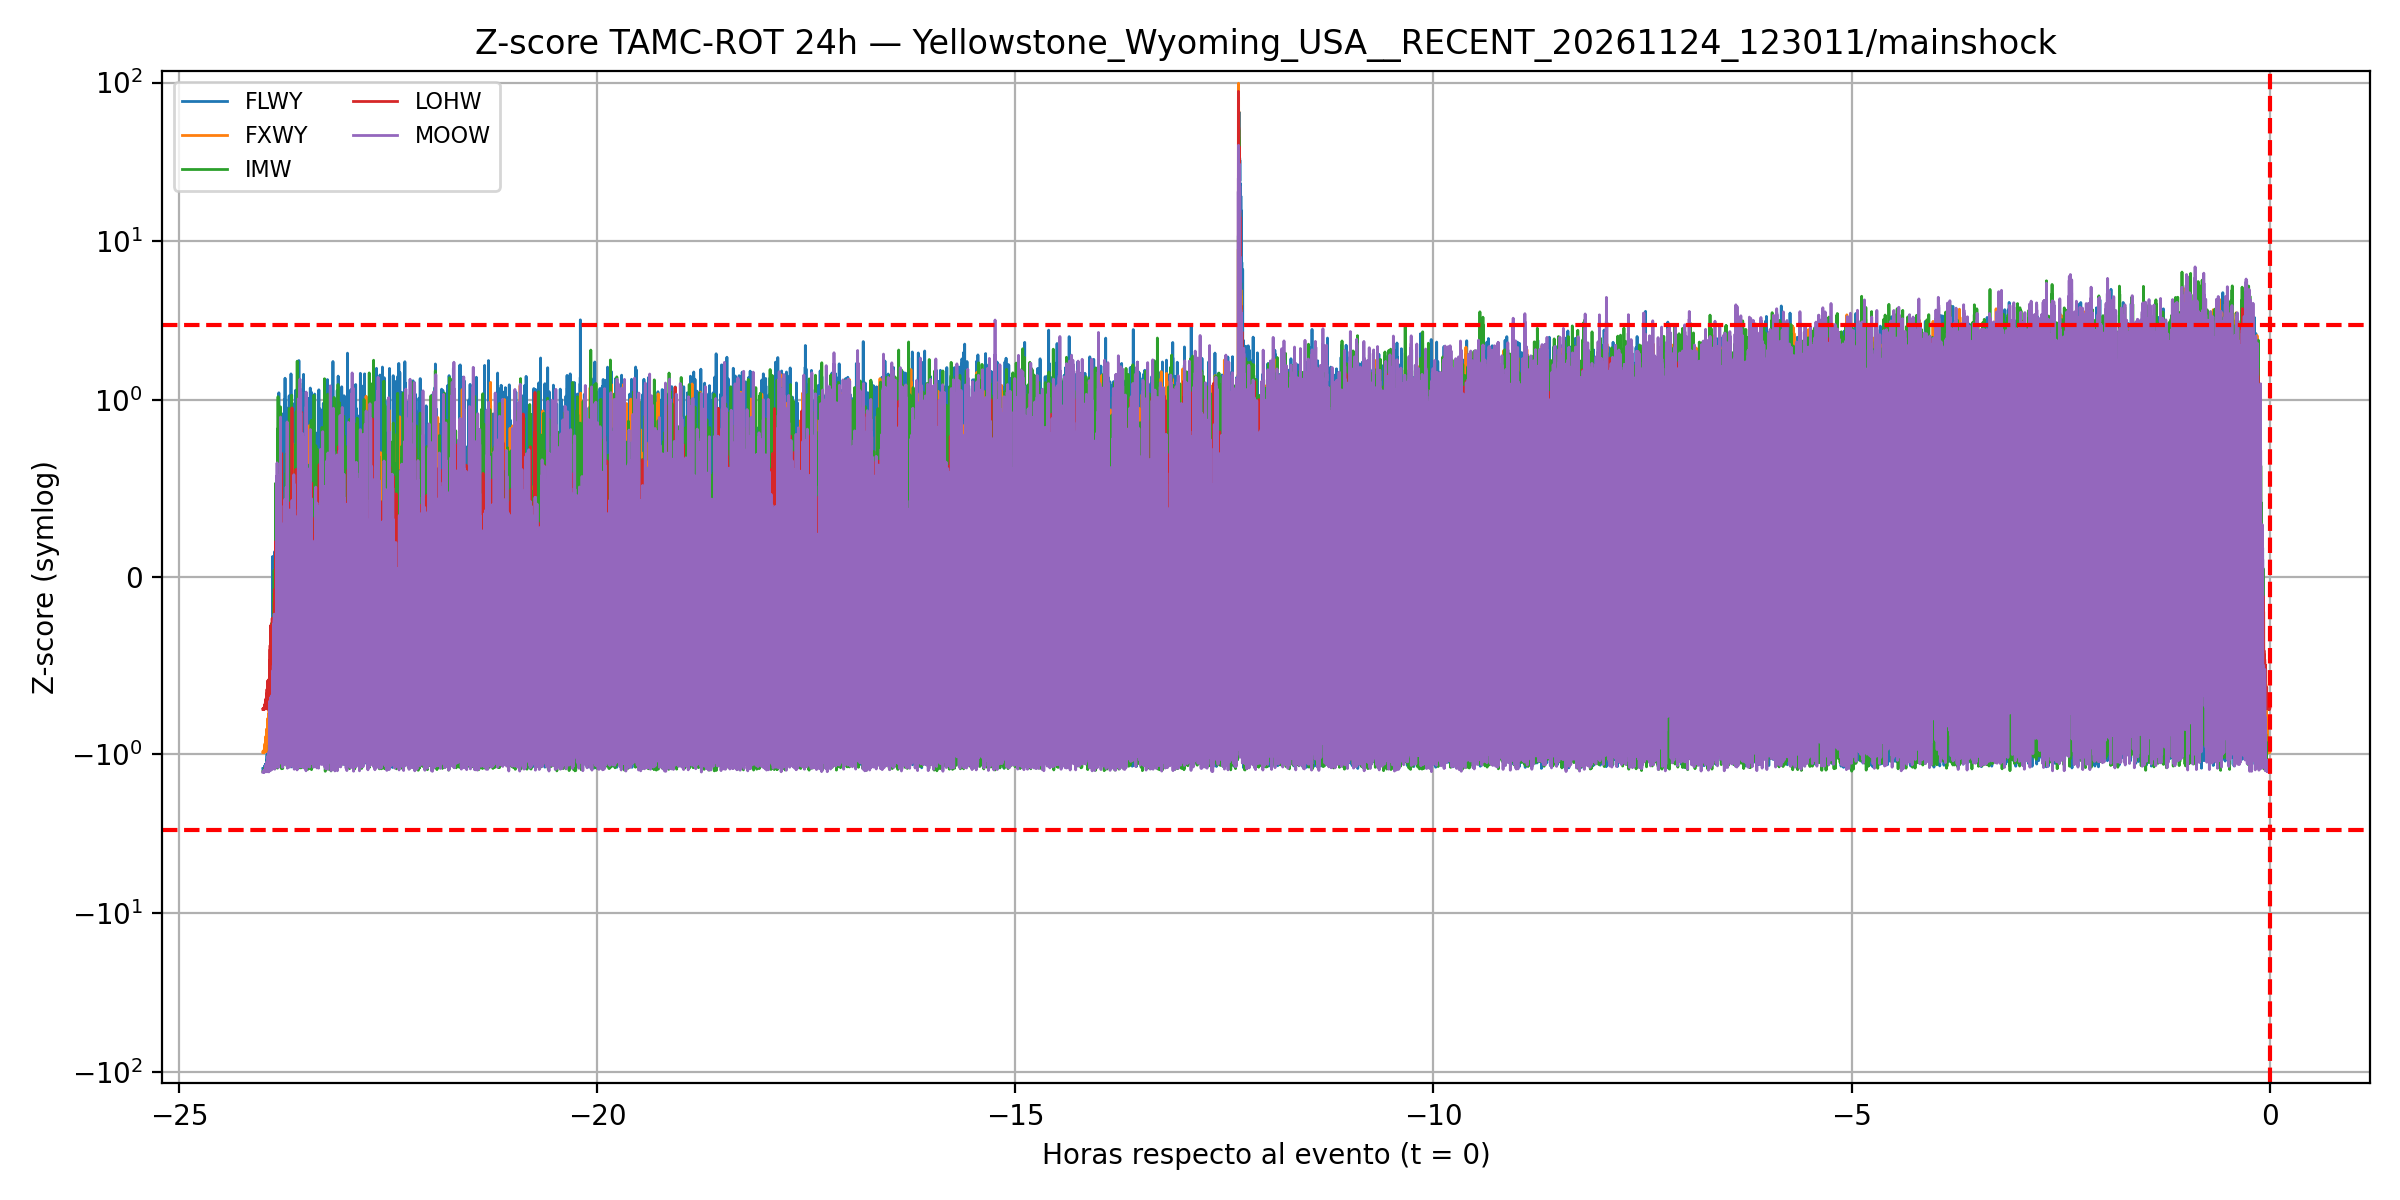 Z-score TAMC-ROT 24h — Yellowstone_Wyoming_USA__RECENT_20261124_123011/mainshock
10²
10¹
10⁰
0
−10⁰
−10¹
−10²
Z-score (symlog)
FLWY
FXWY
IMW
LOHW
MOOW
−25
−20
−15
−10
−5
0
Horas respecto al evento (t = 0)